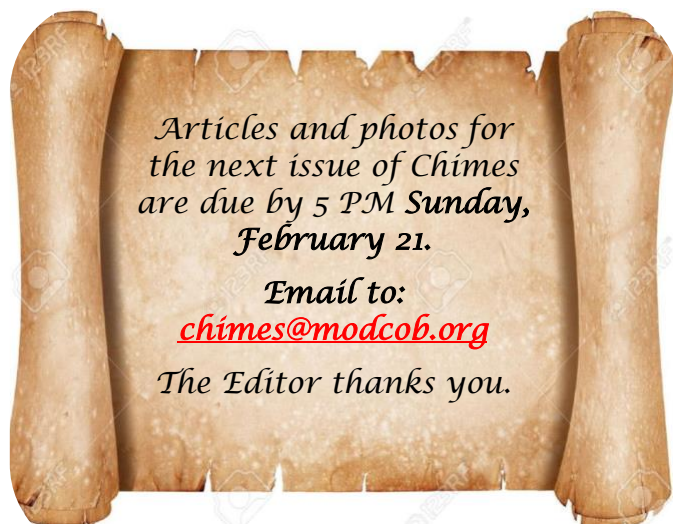 Articles and photos for
the next issue of Chimes
are due by 5 PM Sunday,
February 21.
Email to:
chimes@modcob.org
The Editor thanks you.